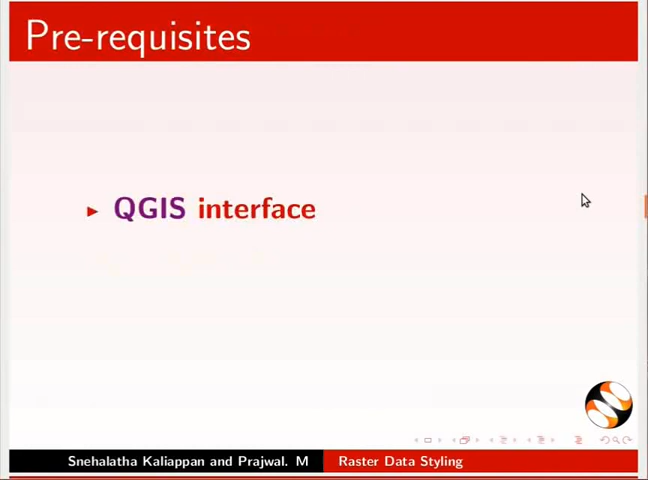 Pre-requisites
QGIS interface
Snehalatha Kaliappan and Prajwal. M Raster Data Styling